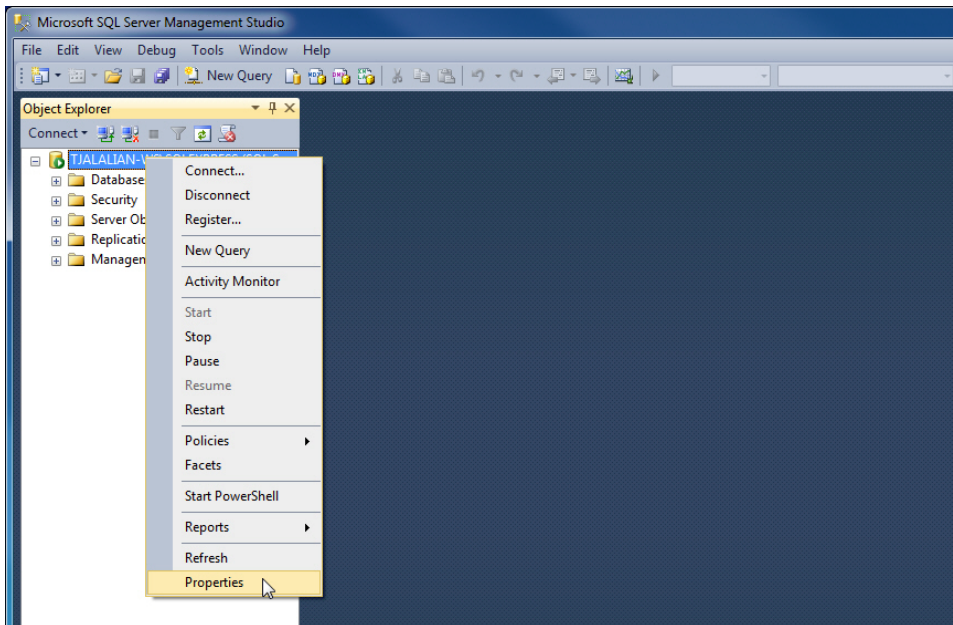 Microsoft SQL Server Management Studio
File Edit View Debug Tools Window Help
New Query
Object Explorer
Connect
TJALALIAN-
Database
Security
Server Ob
Replicatio
Managen
Connect...
Disconnect
Register...
New Query
Activity Monitor
Start
Stop
Pause
Resume
Restart
Policies
Facets
Start PowerShell
Reports
Refresh
Properties